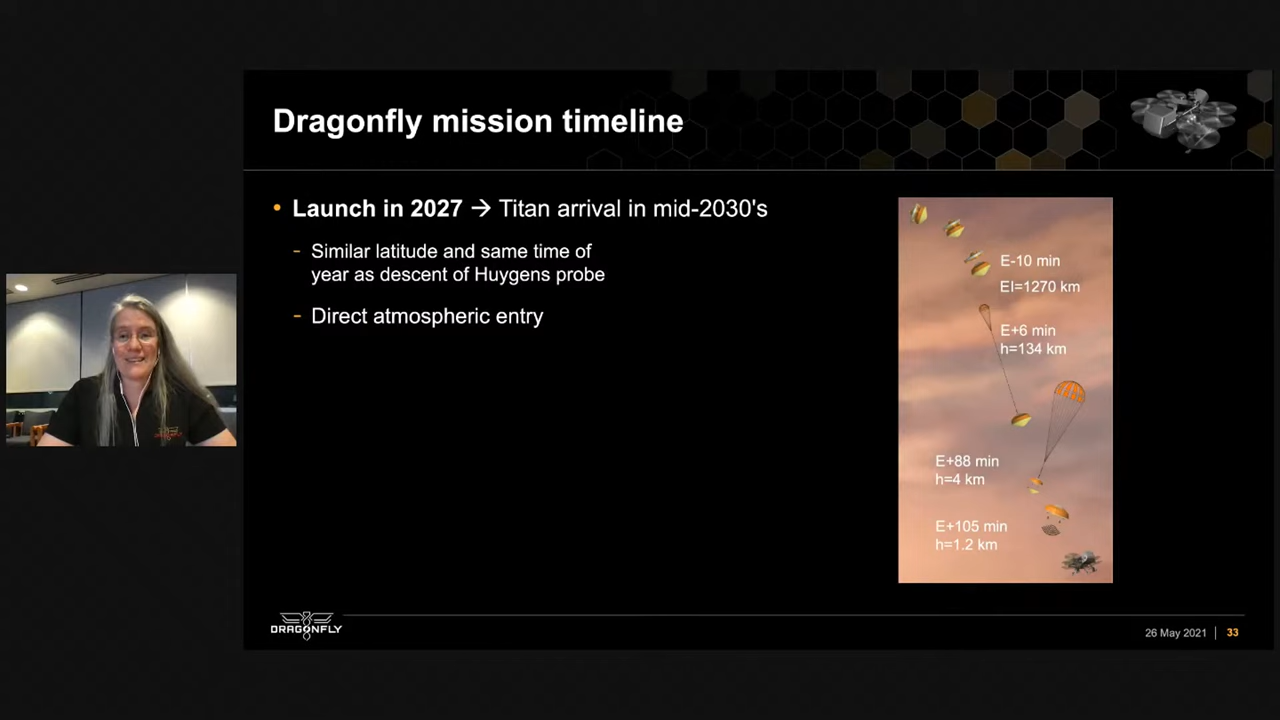 Dragonfly mission timeline
• Launch in 2027 → Titan arrival in mid-2030's
- Similar latitude and same time of
year as descent of Huygens probe
- Direct atmospheric entry
E-10 min
EI=1270 km
E+6 min
h=134 km
E+88 min
h=4 km
E+105 min
h=1.2 km
DRAGONFLY
26 May 2021 | 33